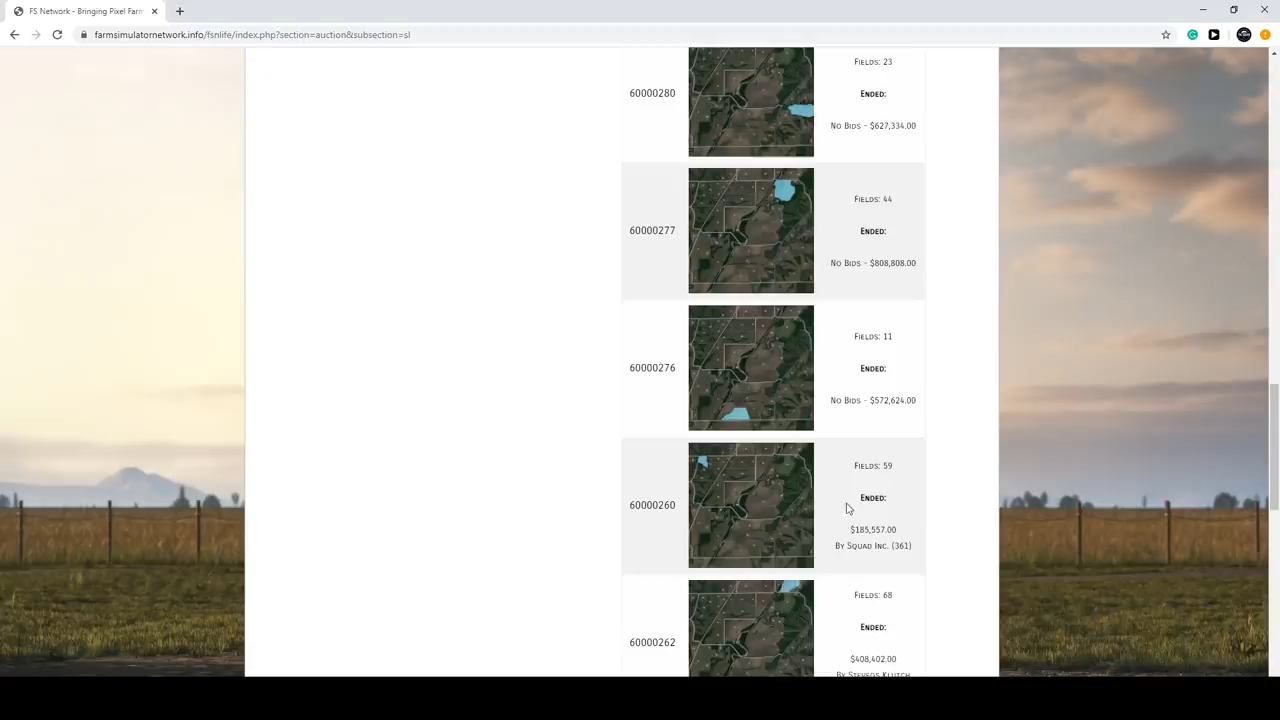 FS Network - Bringing Pixel Farm
farmsimulatornetwork.info/fsnlife/index.php?section=auction&subsection=sl
Fields: 23
60000280
Ended:
No Bids - $627,334.00
Fields: 44
60000277
Ended:
No Bids - $808,808.00
Fields: 11
60000276
Ended:
No Bids - $572,624.00
Fields: 59
60000260
Ended:
$185,557.00
By Squad Inc. (361)
Fields: 68
60000262
Ended:
$408,402.00